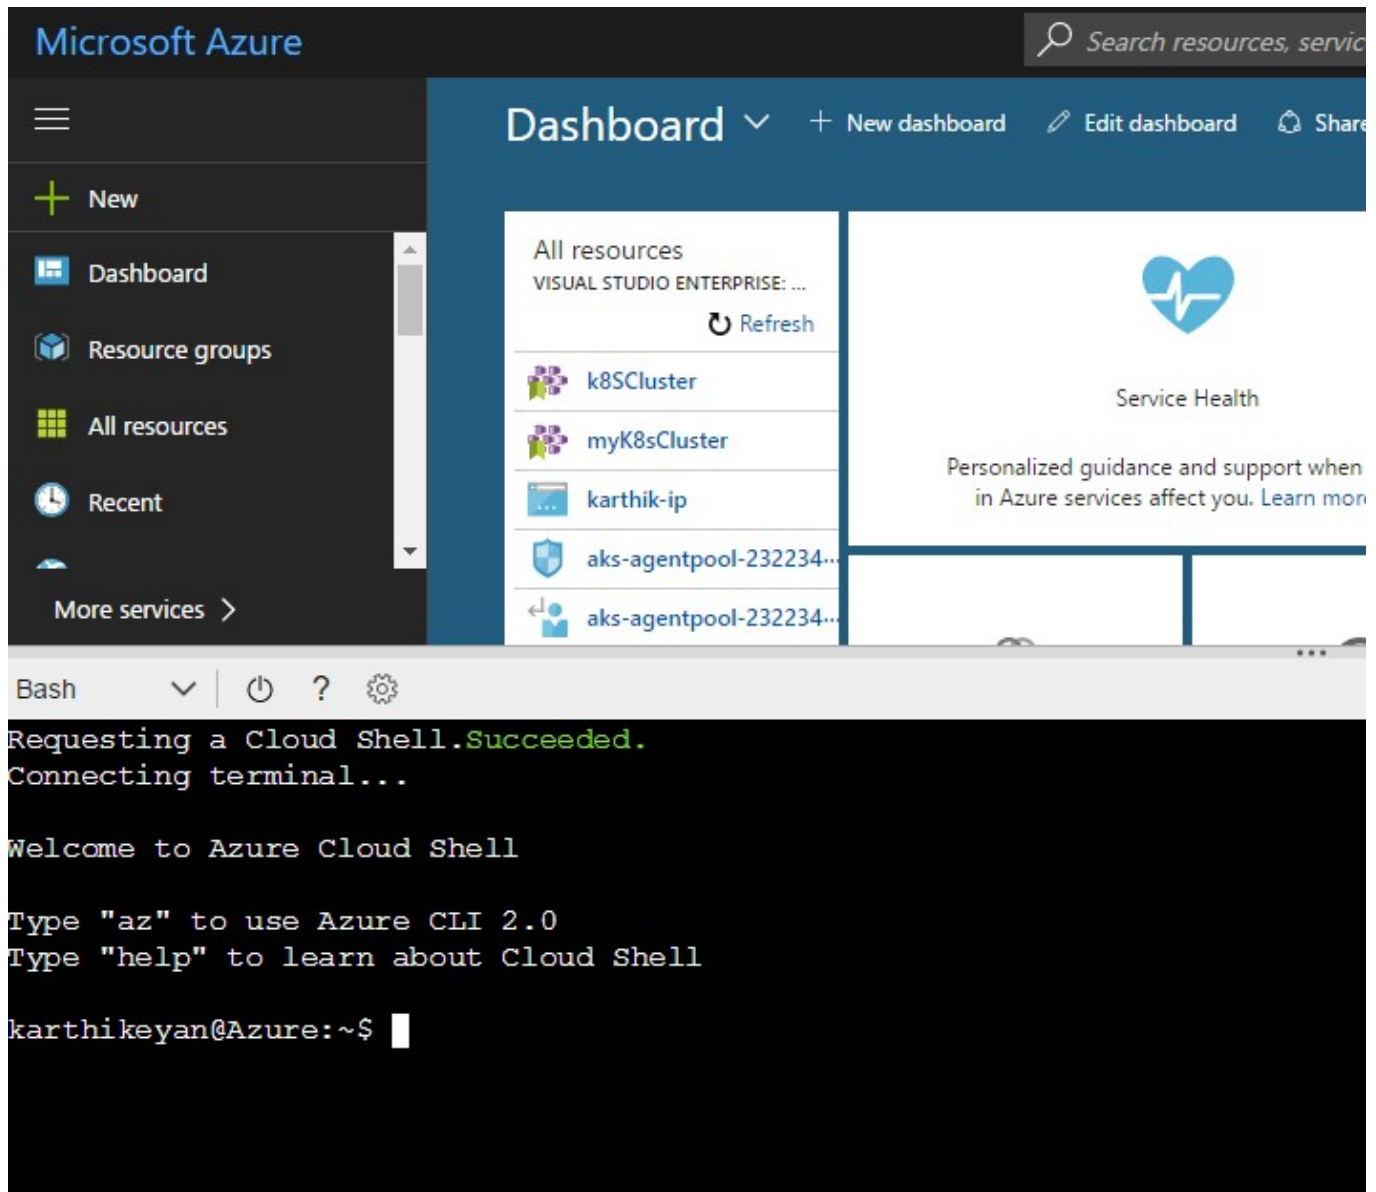 Microsoft Azure
Search resources, servic
Dashboard
New dashboard
Edit dashboard
Share
New
Dashboard
Resource groups
All resources
Recent
More services
All resources
VISUAL STUDIO ENTERPRISE: ...
Refresh
k8SCluster
myK8sCluster
karthik-ip
aks-agentpool-232234...
aks-agentpool-232234...
Service Health
Personalized guidance and support when
in Azure services affect you. Learn more
Bash
?
Requesting a Cloud Shell.Succeeded.
Connecting terminal...
Welcome to Azure Cloud Shell
Type "az" to use Azure CLI 2.0
Type "help" to learn about Cloud Shell
karthikeyan@Azure:~$